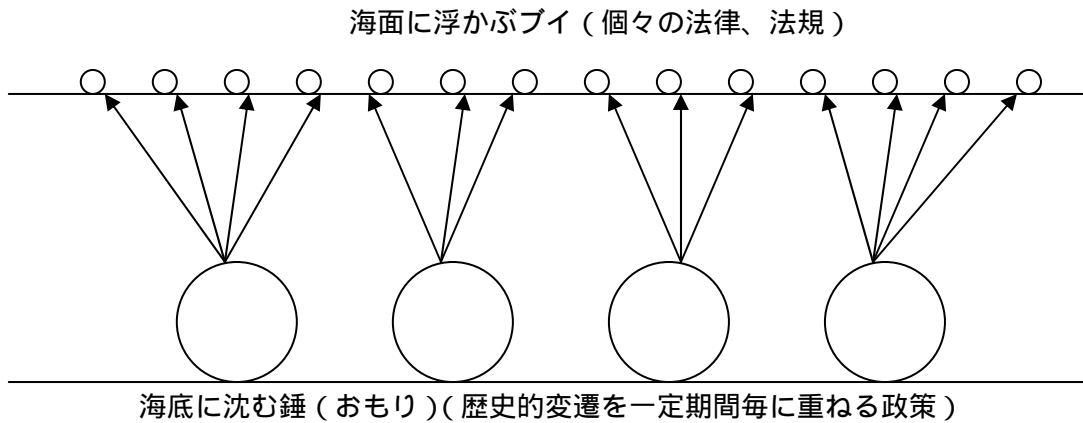 海面に浮かぶブイ（個々の法律、法規）
海底に沈む錘（おもり）(歴史的変遷を一定期間毎に重ねる政策）